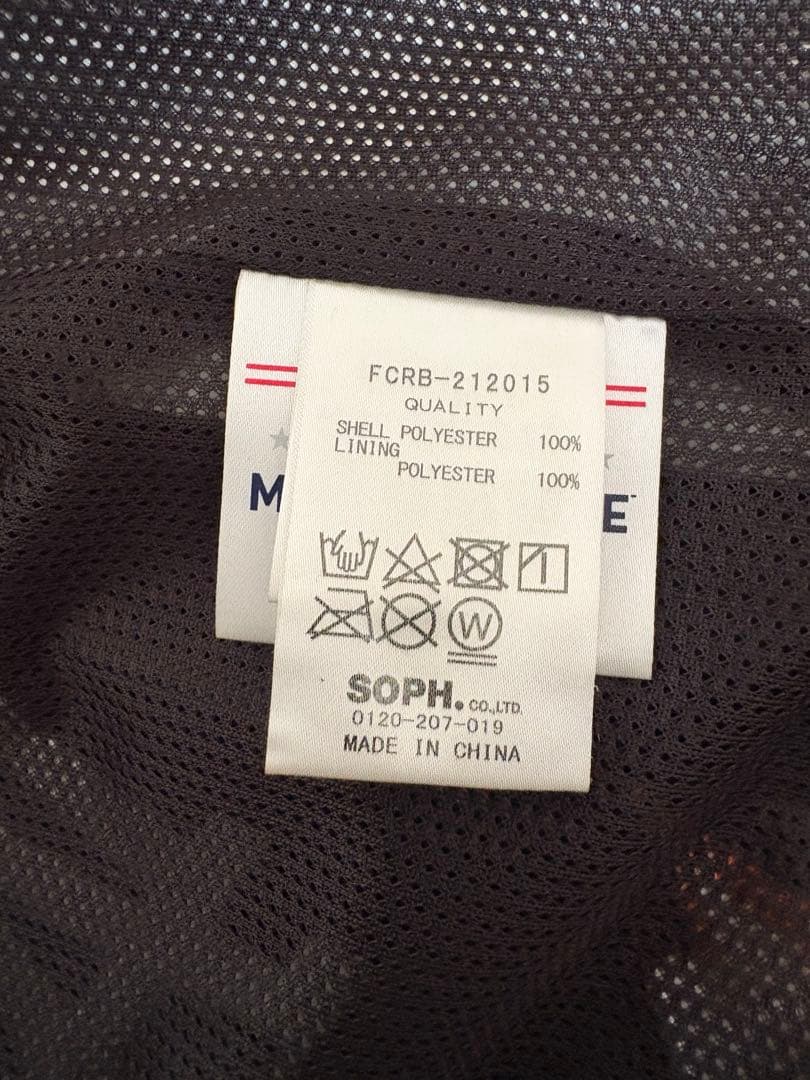 FCRB-212015
QUALITY
SHELL POLYESTER 100%
LINING
POLYESTER 100%
W
SOPH. CO.,LTD.
0120-207-019
MADE IN CHINA
M
E